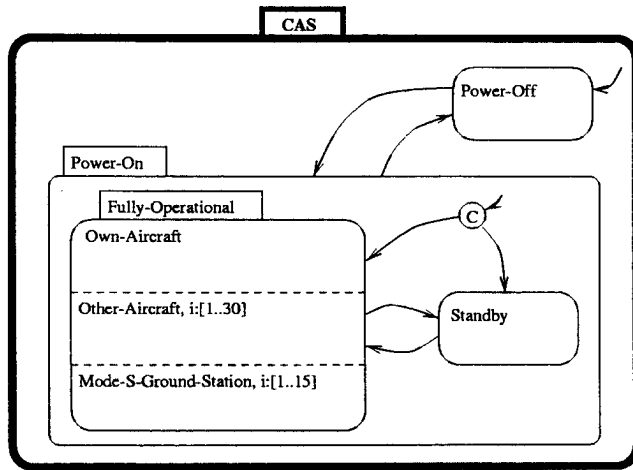 CAS
Power-Off
Power-On
Fully-Operational
C
Own-Aircraft
Other-Aircraft, i:[1..30]
Standby
Mode-S-Ground-Station, i:[1..15]